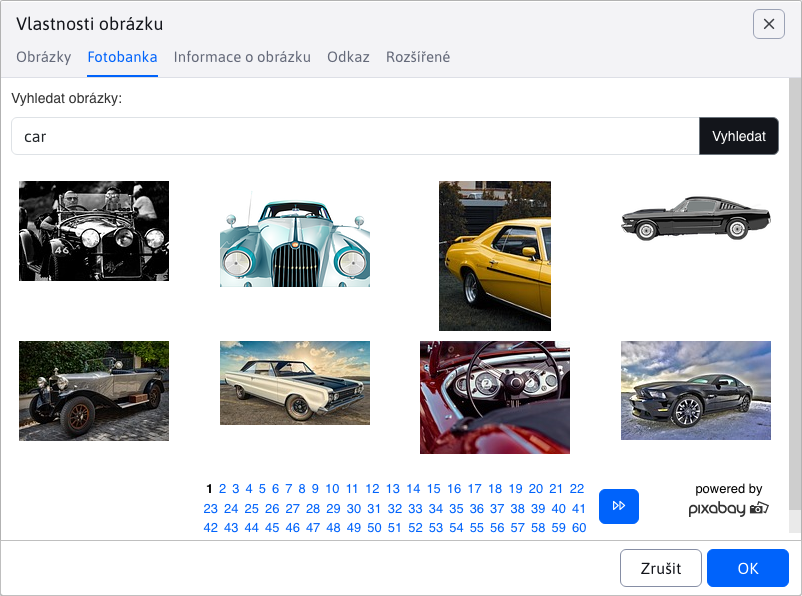 Vlastnosti obrázku
Obrázky Fotobanka Informace o obrázku Odkaz Rozšířené
Vyhledat obrázky:
car Vyhledat
46
1 2 3 4 5 6 7 8 9 10 11 12 13 14 15 16 17 18 19 20 21 22
23 24 25 26 27 28 29 30 31 32 33 34 35 36 37 38 39 40 41
42 43 44 45 46 47 48 49 50 51 52 53 54 55 56 57 58 59 60
powered by
pixabay
Zrušit OK